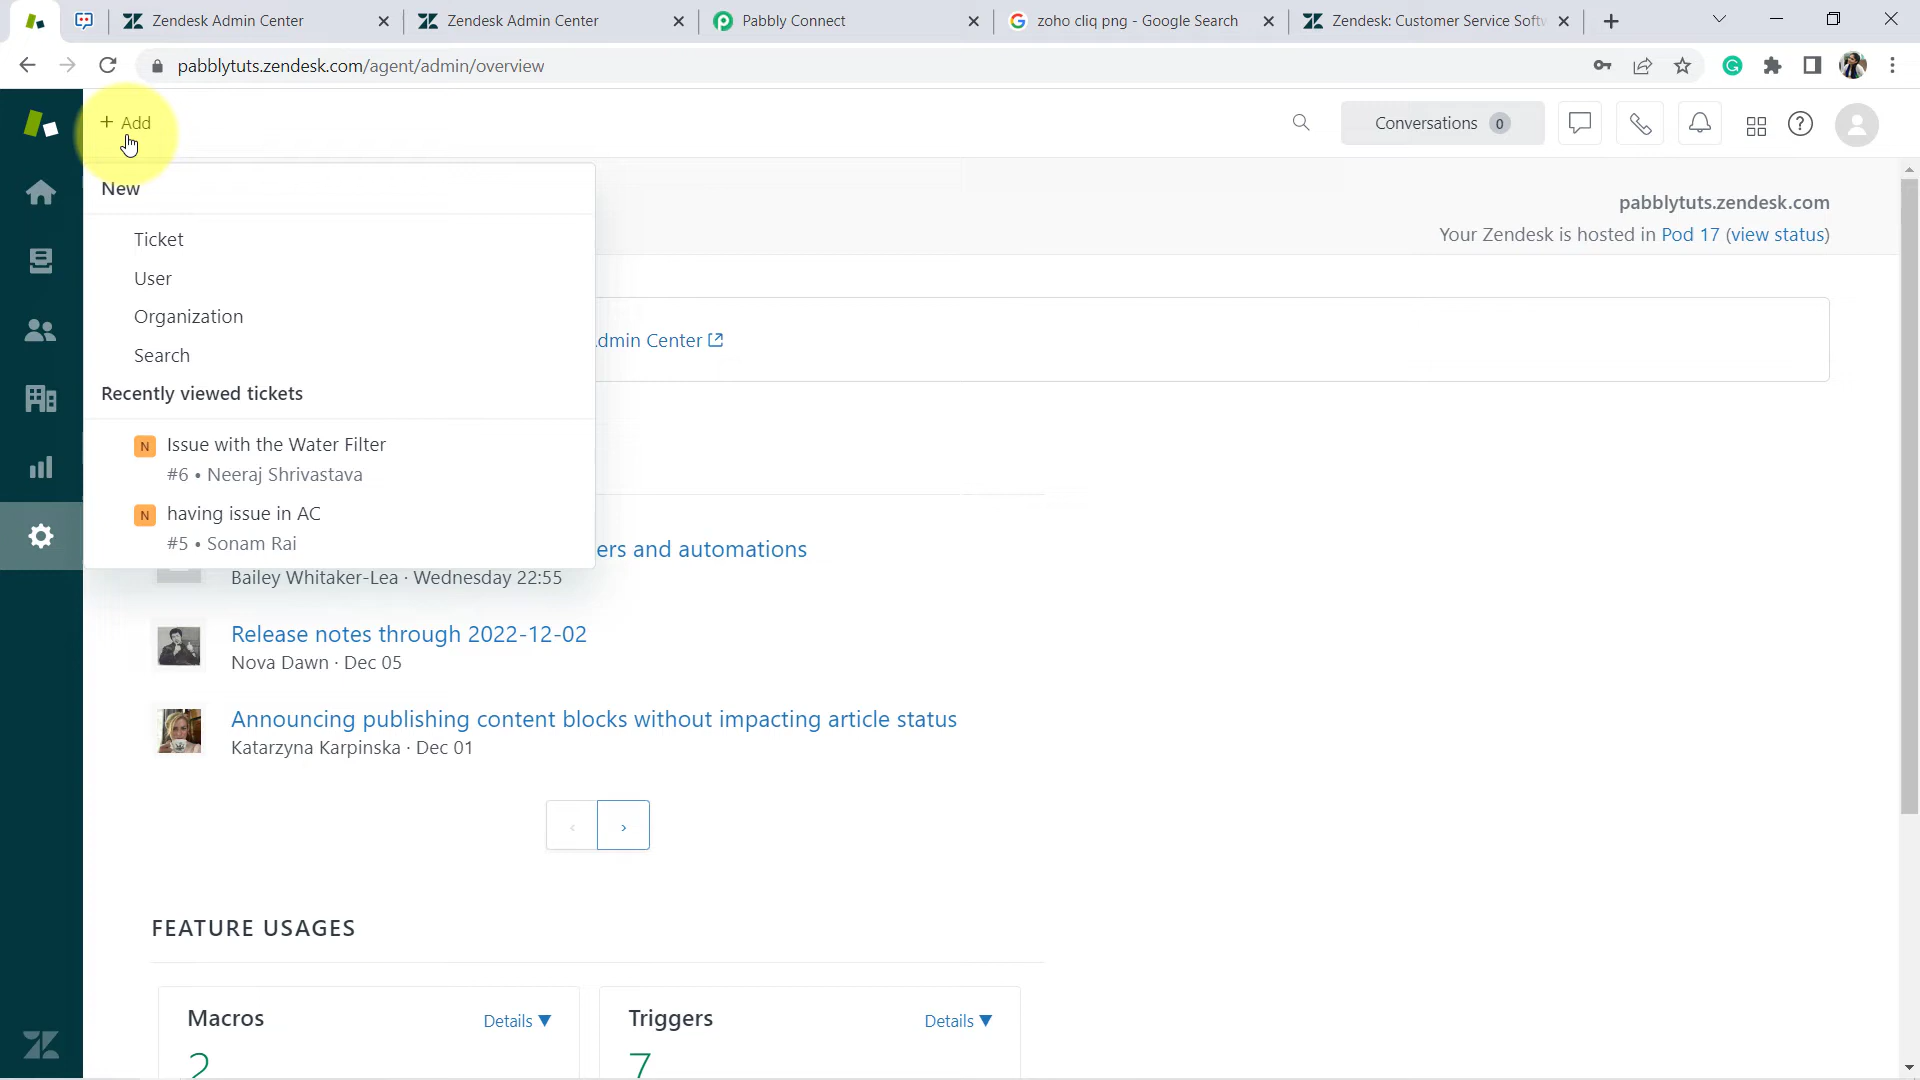 Zendesk Admin Center
Zendesk Admin Center
Pabbly Connect
zoho cliq png - Google Search
Zendesk: Customer Service Softw
pabblytuts.zendesk.com/agent/admin/overview
+ Add
Conversations 0
New
pabblytuts.zendesk.com
Ticket
Your Zendesk is hosted in Pod 17 (view status)
User
Organization
dmin Center
Search
Recently viewed tickets
N Issue with the Water Filter
#6 • Neeraj Shrivastava
N having issue in AC
#5 • Sonam Rai
ers and automations
Bailey Whitaker-Lea · Wednesday 22:55
Release notes through 2022-12-02
Nova Dawn · Dec 05
Announcing publishing content blocks without impacting article status
Katarzyna Karpinska · Dec 01
‹ ›
FEATURE USAGES
Macros Details ▼
2
Triggers Details ▼
7